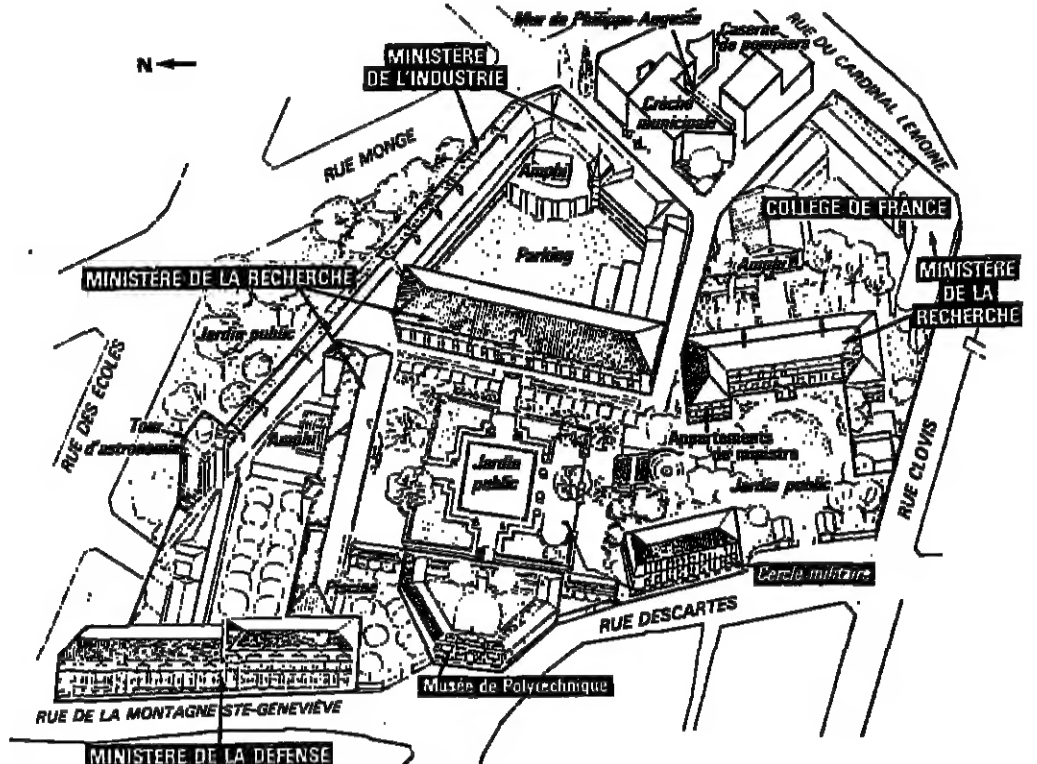 Mur de Philippe-Auguste
Caserne
de pompiers
RUE DU CARDINAL LEMOINE
N
MINISTÈRE
DE L'INDUSTRIE
Crèche
municipale
RUE MONGE
Amphi
COLLEGE DE FRANCE
Parking
Amphi
MINISTÈRE
DE LA
RECHERCHE
MINISTÈRE DE LA RECHERCHE
Jardin public
RUE DES ÉCOLES
Tour
d'astronomie
Amphi
Jardin
public
Appartements
de ministre
Jardin public
RUE CLOVIS
Cercle militaire
RUE DESCARTES
Musée de Polytechnique
RUE DE LA MONTAGNE STE-GENEVIÈVE
MINISTÈRE DE LA DÉFENSE